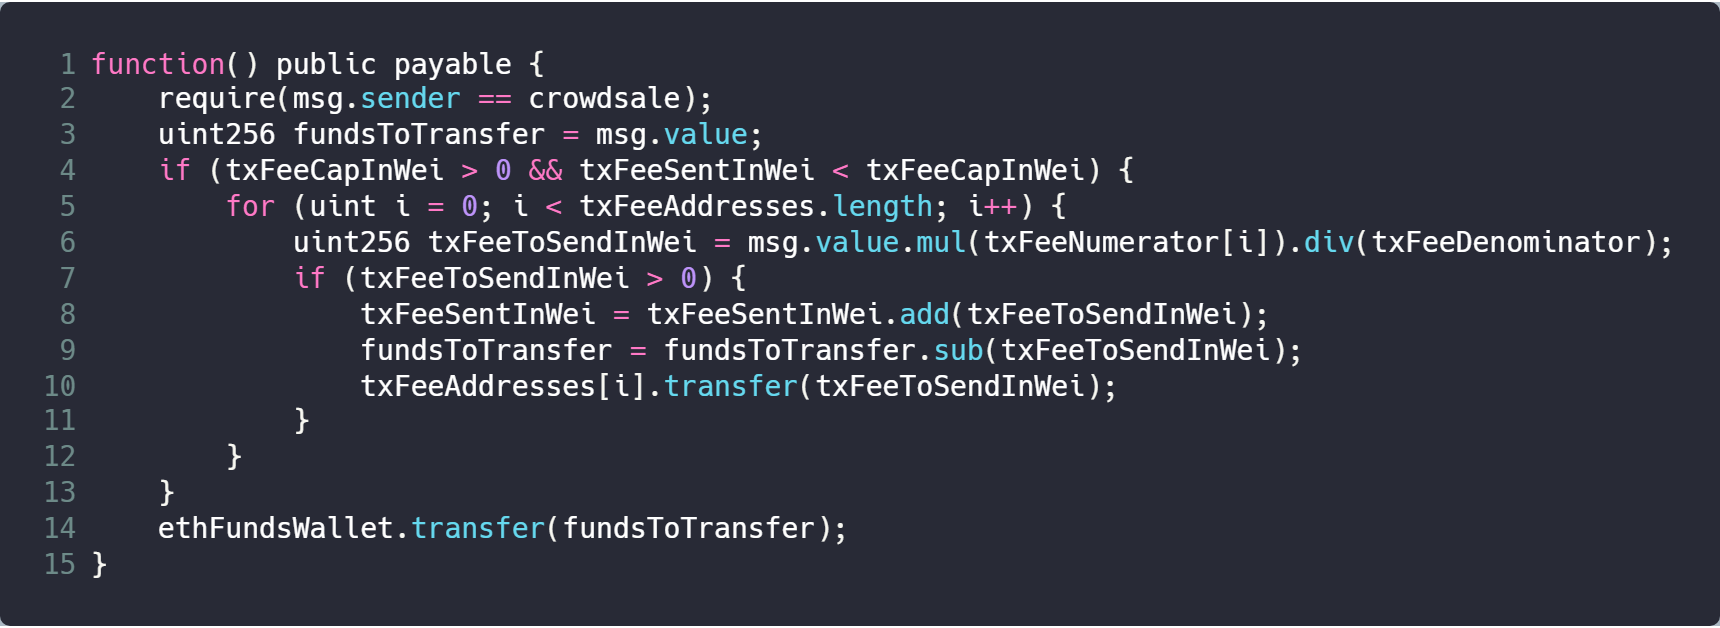 1 function() public payable {
2     require(msg.sender == crowdsale);
3     uint256 fundsToTransfer = msg.value;
4     if (txFeeCapInWei > 0 && txFeeSentInWei < txFeeCapInWei) {
5         for (uint i = 0; i < txFeeAddresses.length; i++) {
6             uint256 txFeeToSendInWei = msg.value.mul(txFeeNumerator[i]).div(txFeeDenominator);
7             if (txFeeToSendInWei > 0) {
8                 txFeeSentInWei = txFeeSentInWei.add(txFeeToSendInWei);
9                 fundsToTransfer = fundsToTransfer.sub(txFeeToSendInWei);
10                 txFeeAddresses[i].transfer(txFeeToSendInWei);
11             }
12         }
13     }
14     ethFundsWallet.transfer(fundsToTransfer);
15 }